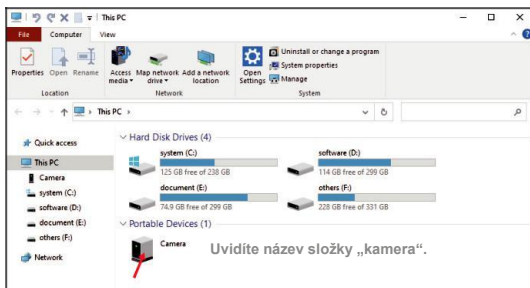 This PC
File Computer View
Properties Open Rename Access media Map network drive Add a network location Open Settings Uninstall or change a program
System properties
Manage
Location Network System
This PC
Quick access
This PC
Camera
system (C:)
software (D:)
document (E:)
others (F:)
Network
Hard Disk Drives (4)
system (C:)
125 GB free of 238 GB
software (D:)
114 GB free of 299 GB
document (E:)
74.9 GB free of 299 GB
others (F:)
228 GB free of 331 GB
Portable Devices (1)
Camera
Uvidíte název složky „kamera“.